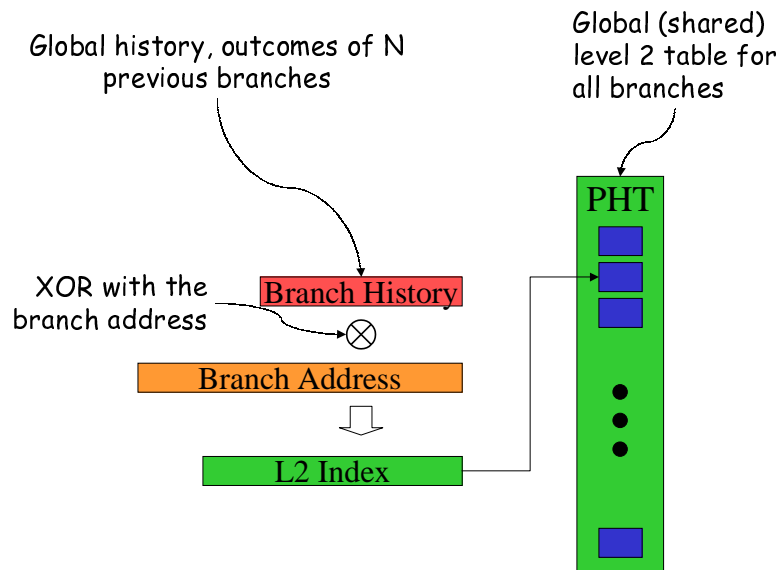 Global history, outcomes of N
previous branches
Global (shared)
level 2 table for
all branches
PHT
XOR with the
branch address
Branch History
Branch Address
L2 Index